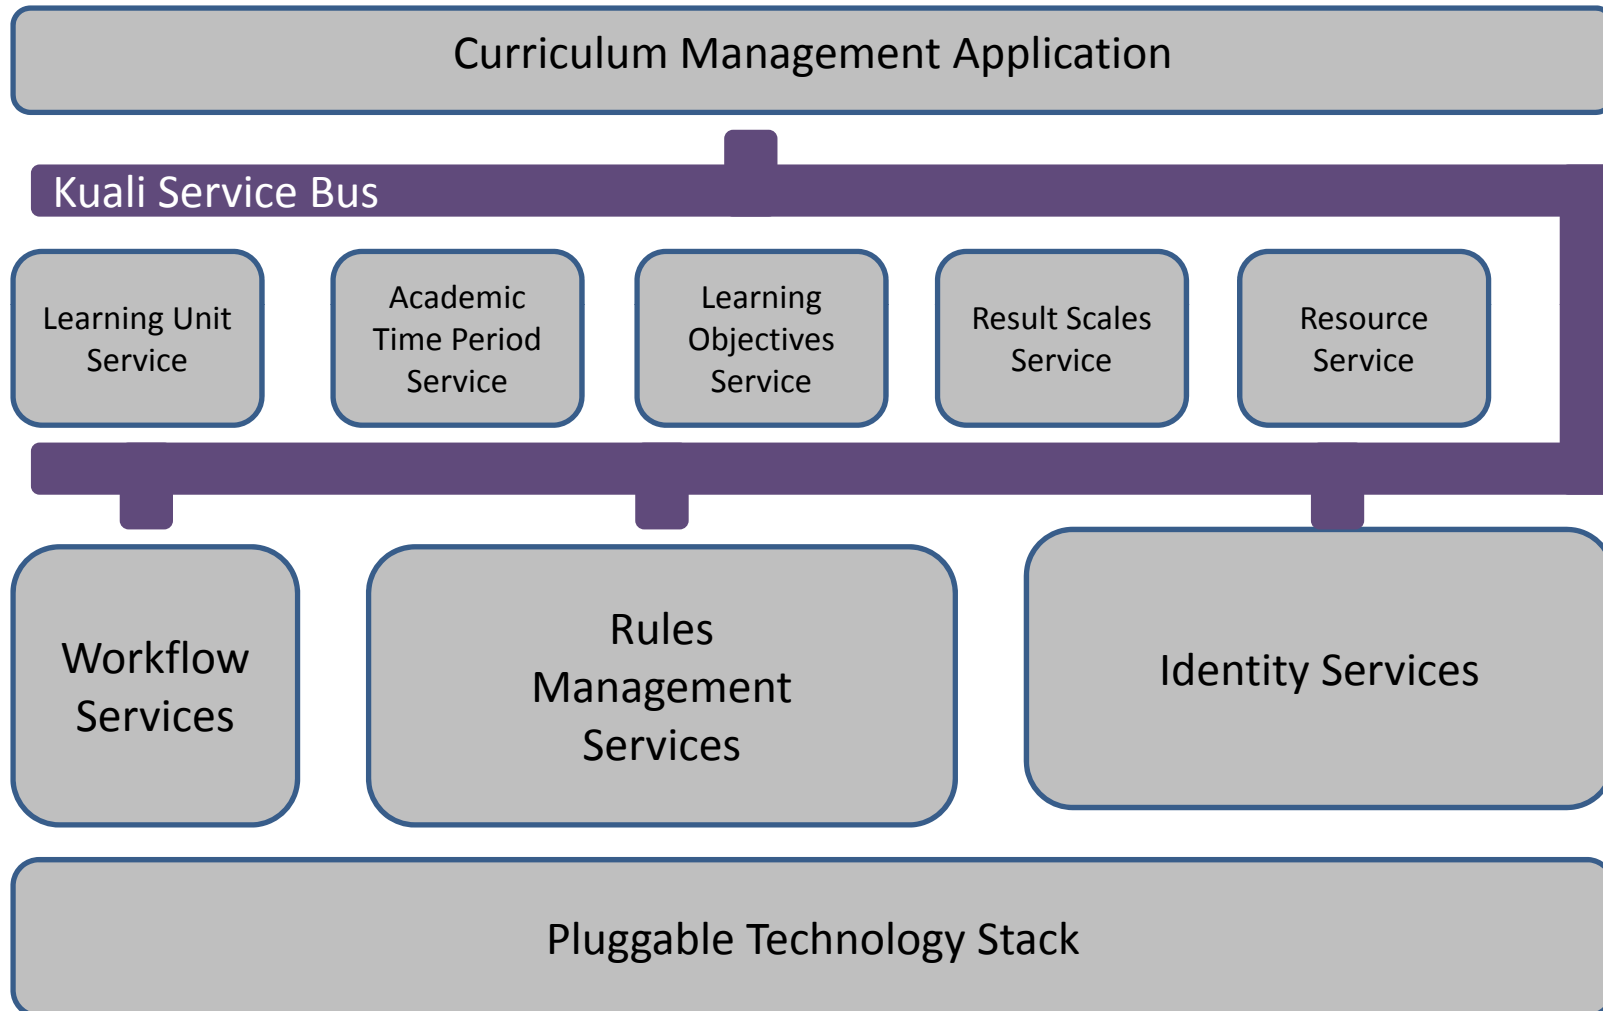 Curriculum Management Application
Kuali Service Bus
Learning Unit
Service
Academic
Time Period
Service
Learning
Objectives
Service
Result Scales
Service
Resource
Service
Workflow
Services
Rules
Management
Services
Identity Services
Pluggable Technology Stack